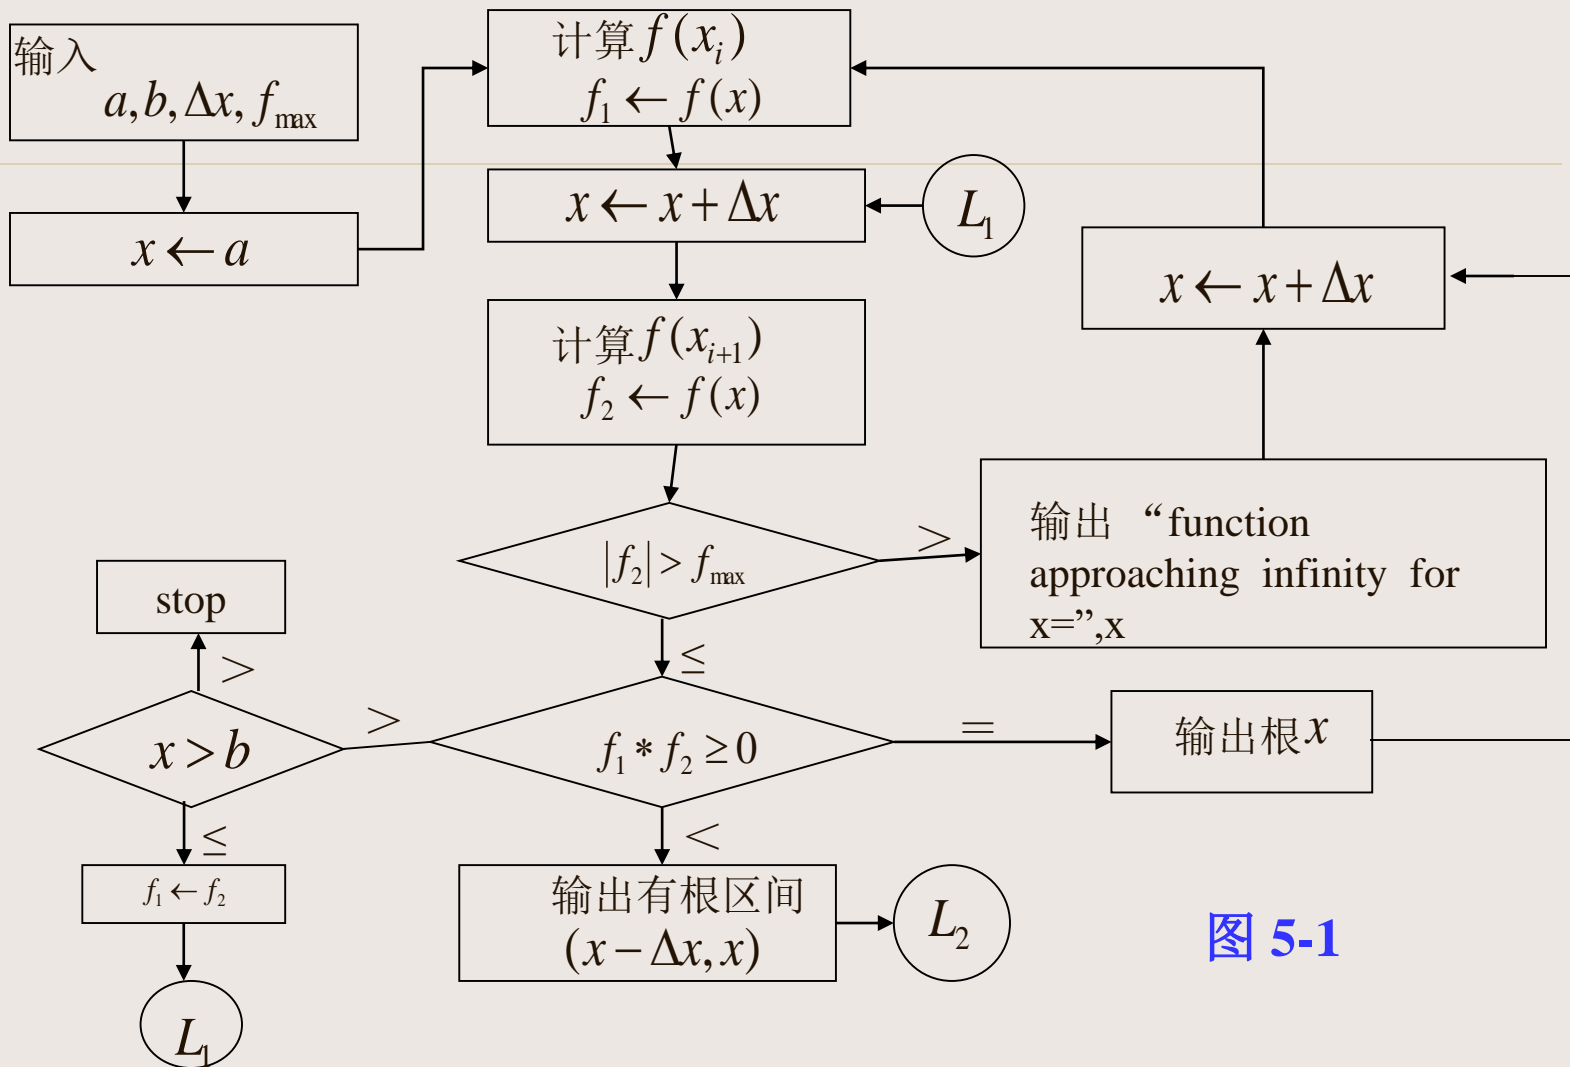 输入
a,b,Δx,f_max
x←a
计算f(x_i)
f_1←f(x)
x←x+Δx
L_1
计算f(x_{i+1})
f_2←f(x)
x←x+Δx
|f_2|>f_max
>
输出 “function
approaching infinity for
x=”,x
≤
f_1*f_2≥0
=
输出根x
>
x>b
>
stop
≤
f_1←f_2
L_1
<
输出有根区间
(x−Δx,x)
L_2
图 5-1